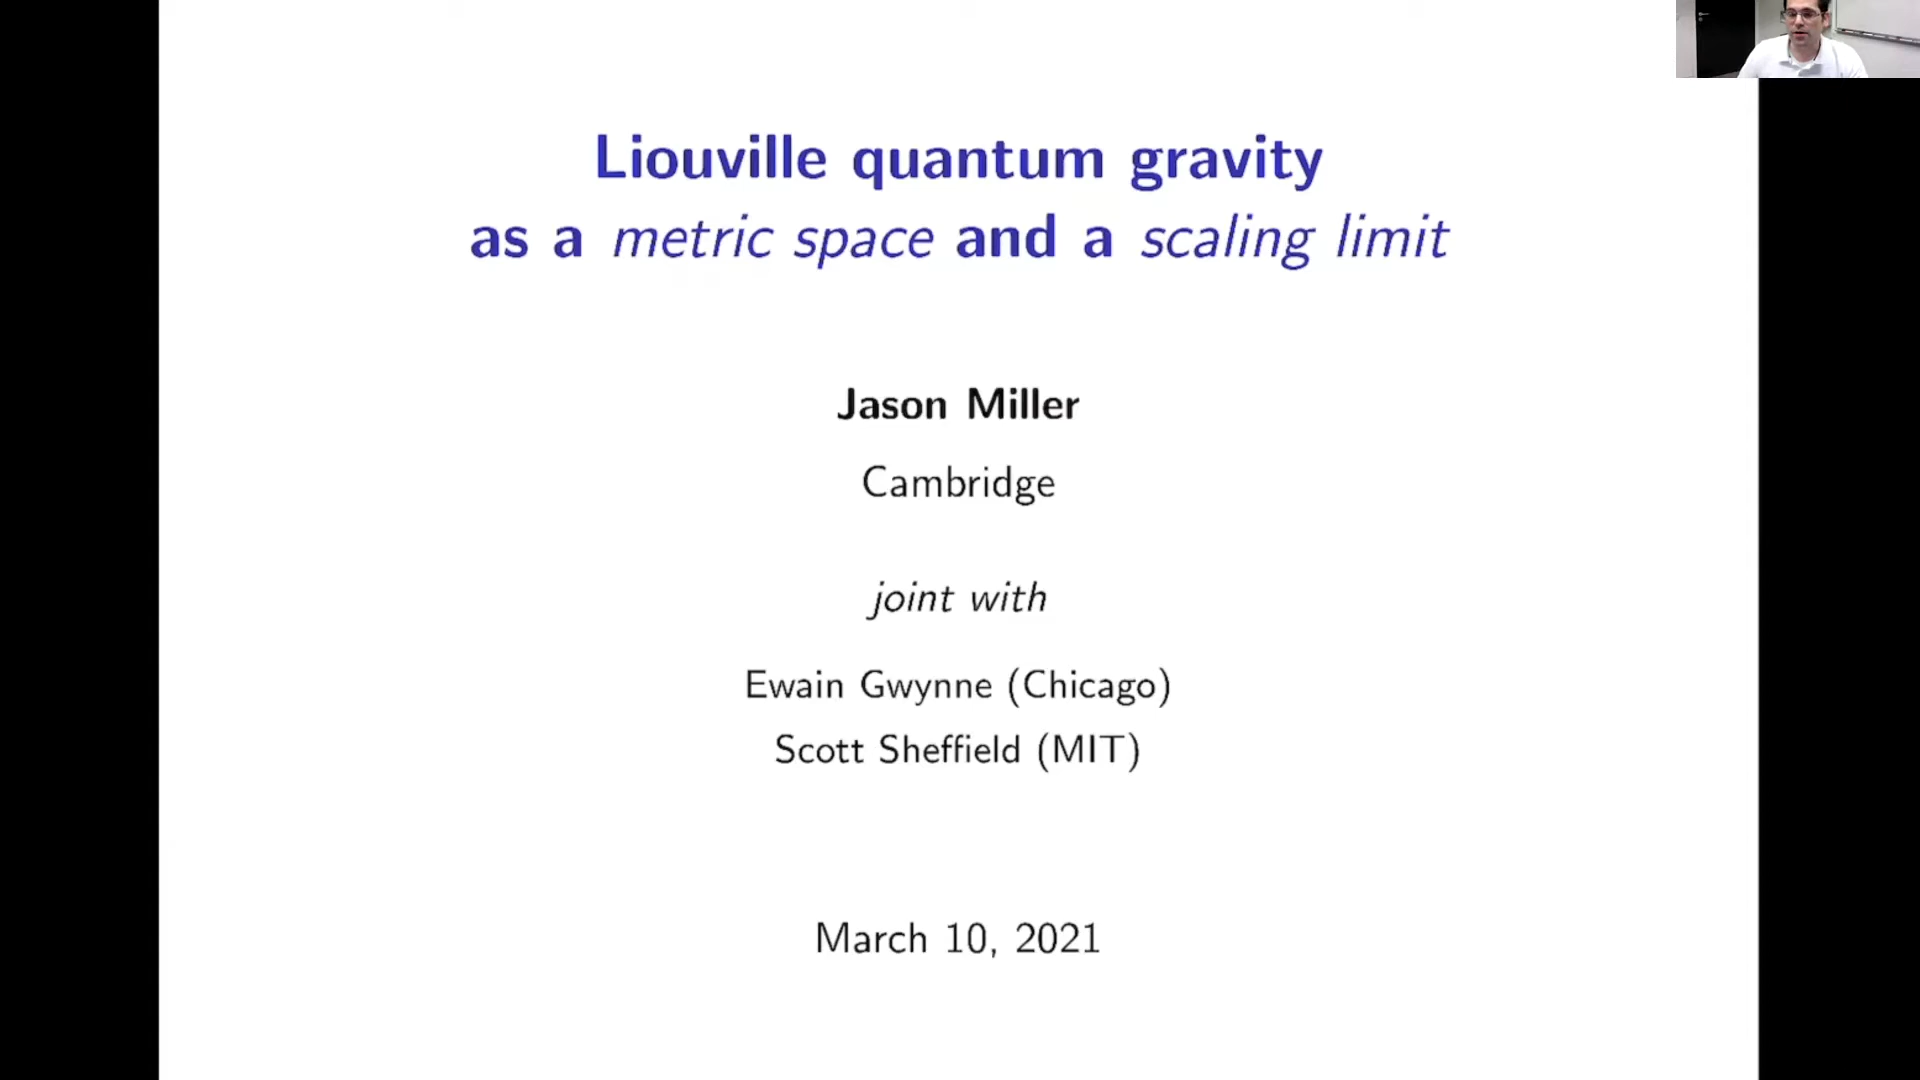 Liouville quantum gravity
as a metric space and a scaling limit
Jason Miller
Cambridge
joint with
Ewain Gwynne (Chicago)
Scott Sheffield (MIT)
March 10, 2021